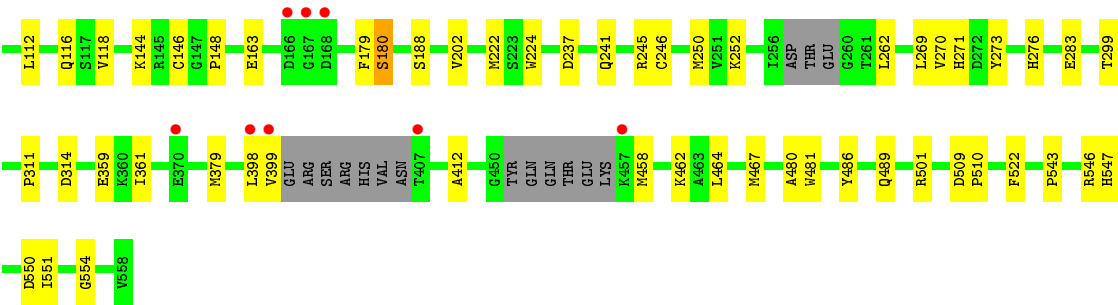 L112 Q116 S117 V118 K144 R145 C146 G147 P148 E163 D166 G167 D168 F179 S180 S188 V202 M222 S223 W224 D237 Q241 R245 C246 M250 V251 K252 I256 ASP THR GLU G260 T261 L262 L269 V270 H271 D272 Y273 H276 E283 T299
P311 D314 E359 K360 I361 E370 M379 L398 V399 GLU ARG SER ARG HIS VAL ASN T407 A412 G450 TYR GLN GLN THR GLU LYS K457 M458 K462 A463 L464 M467 A480 W481 Y486 Q489 R501 D509 P510 F522 P543 R546 H547
D550 I551 G554 V558